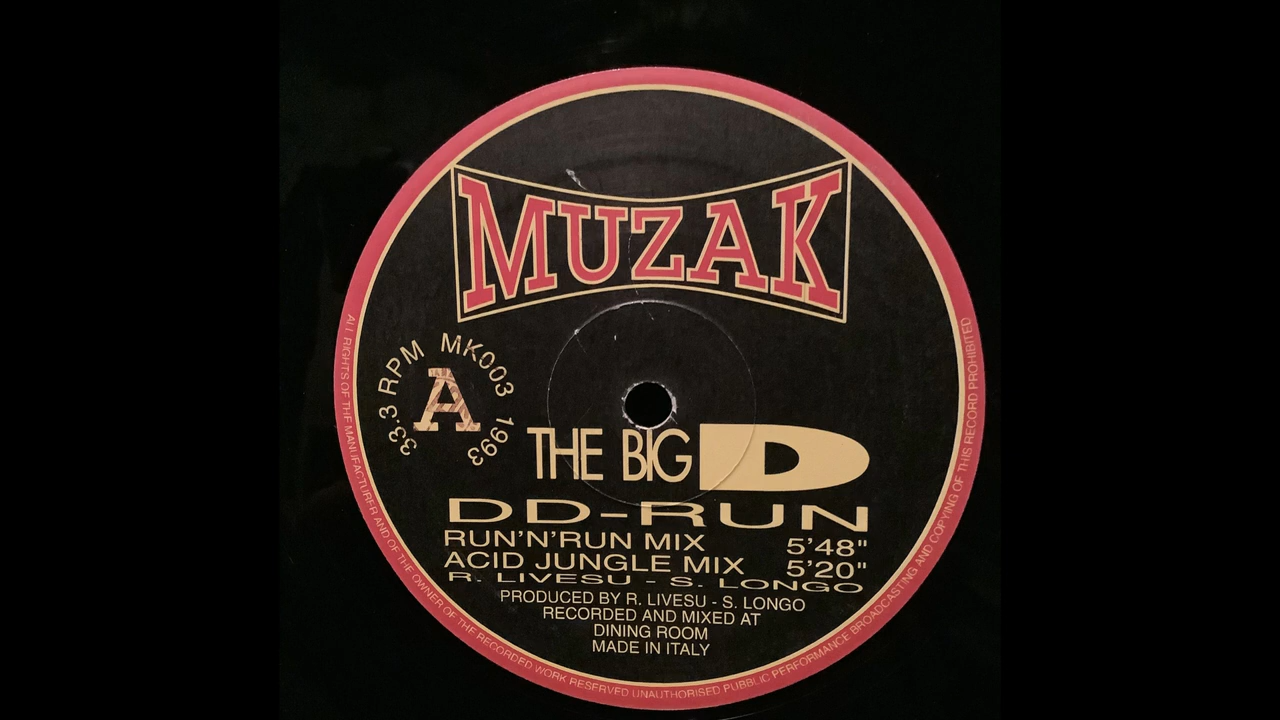 MUZAK
33.3 RPM MK003 1993
A
THE BIG D
DD-RUN
RUN'N'RUN MIX 5'48"
ACID JUNGLE MIX 5'20"
R. LIVESU - S. LONGO
PRODUCED BY R. LIVESU - S. LONGO
RECORDED AND MIXED AT
DINING ROOM
MADE IN ITALY
ALL RIGHTS OF THE MANUFACTURER AND OF THE OWNER OF THE RECORDED WORK RESERVED UNAUTHORISED PUBBLIC PERFORMANCE BROADCASTING AND COPYING OF THIS RECORD PROHIBITED